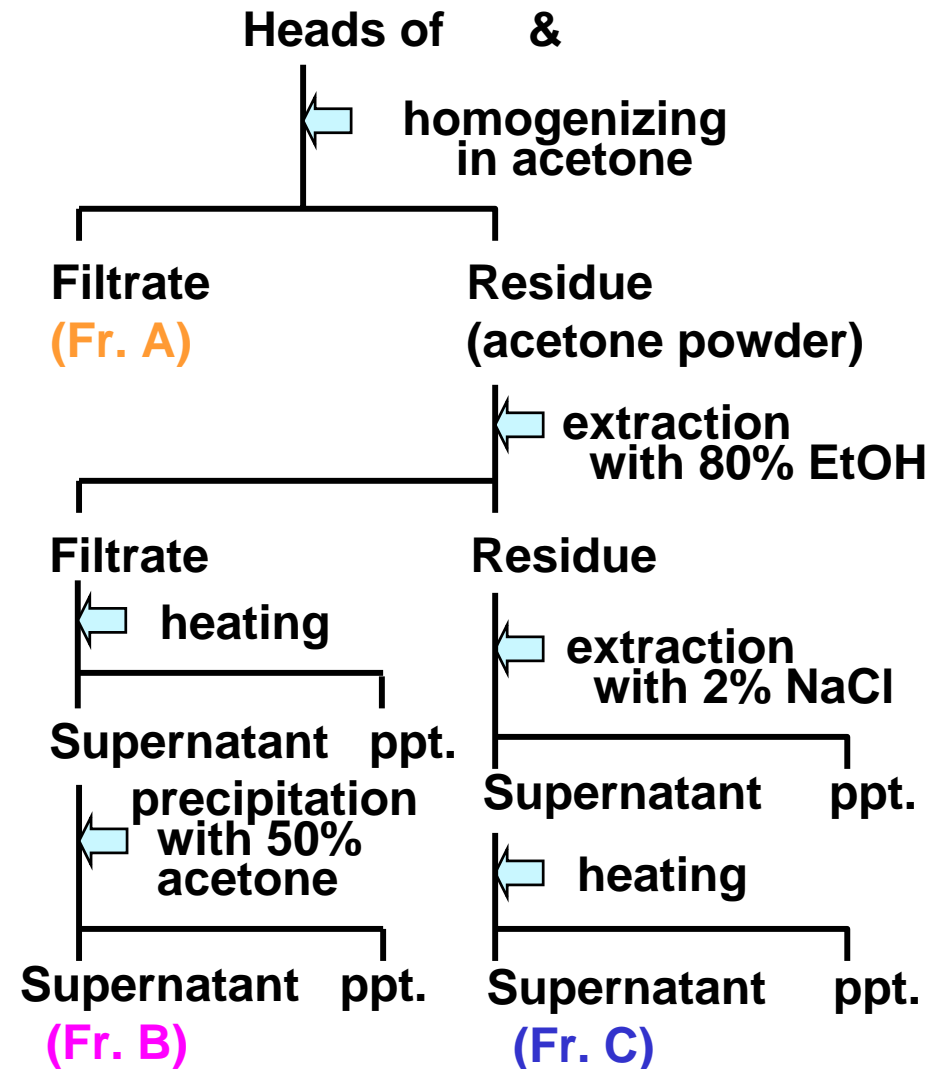 Heads of &
homogenizing
in acetone
Filtrate
(Fr. A)
Residue
(acetone powder)
extraction
with 80% EtOH
Filtrate
Residue
heating
extraction
with 2% NaCl
Supernatant ppt.
precipitation
with 50%
acetone
Supernatant ppt.
heating
Supernatant ppt.
(Fr. B)
Supernatant ppt.
(Fr. C)